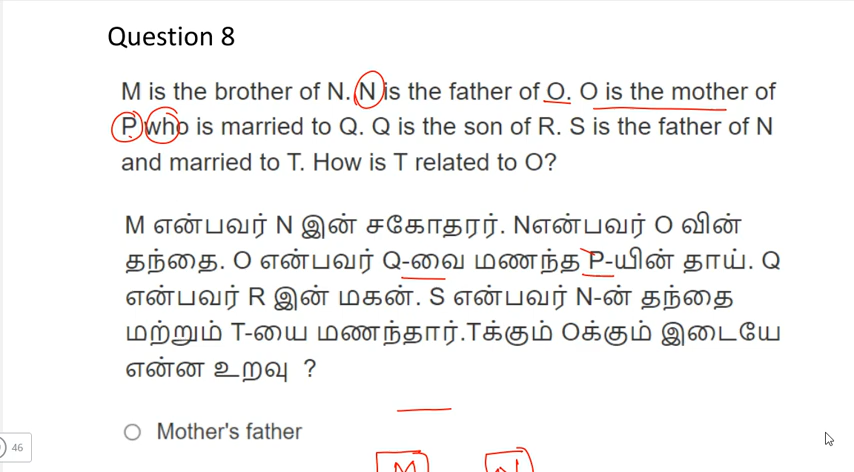 Question 8
M is the brother of N. N is the father of O. O is the mother of
P who is married to Q. Q is the son of R. S is the father of N
and married to T. How is T related to O?
M என்பவர் N இன் சகோதரர். Nஎன்பவர் O வின்
தந்தை. O என்பவர் Q-வை மணந்த P-யின் தாய். Q
என்பவர் R இன் மகன். S என்பவர் N-ன் தந்தை
மற்றும் T-யை மணந்தார்.Tக்கும் Oக்கும் இடையே
என்ன உறவு ?
Mother's father
46
M N